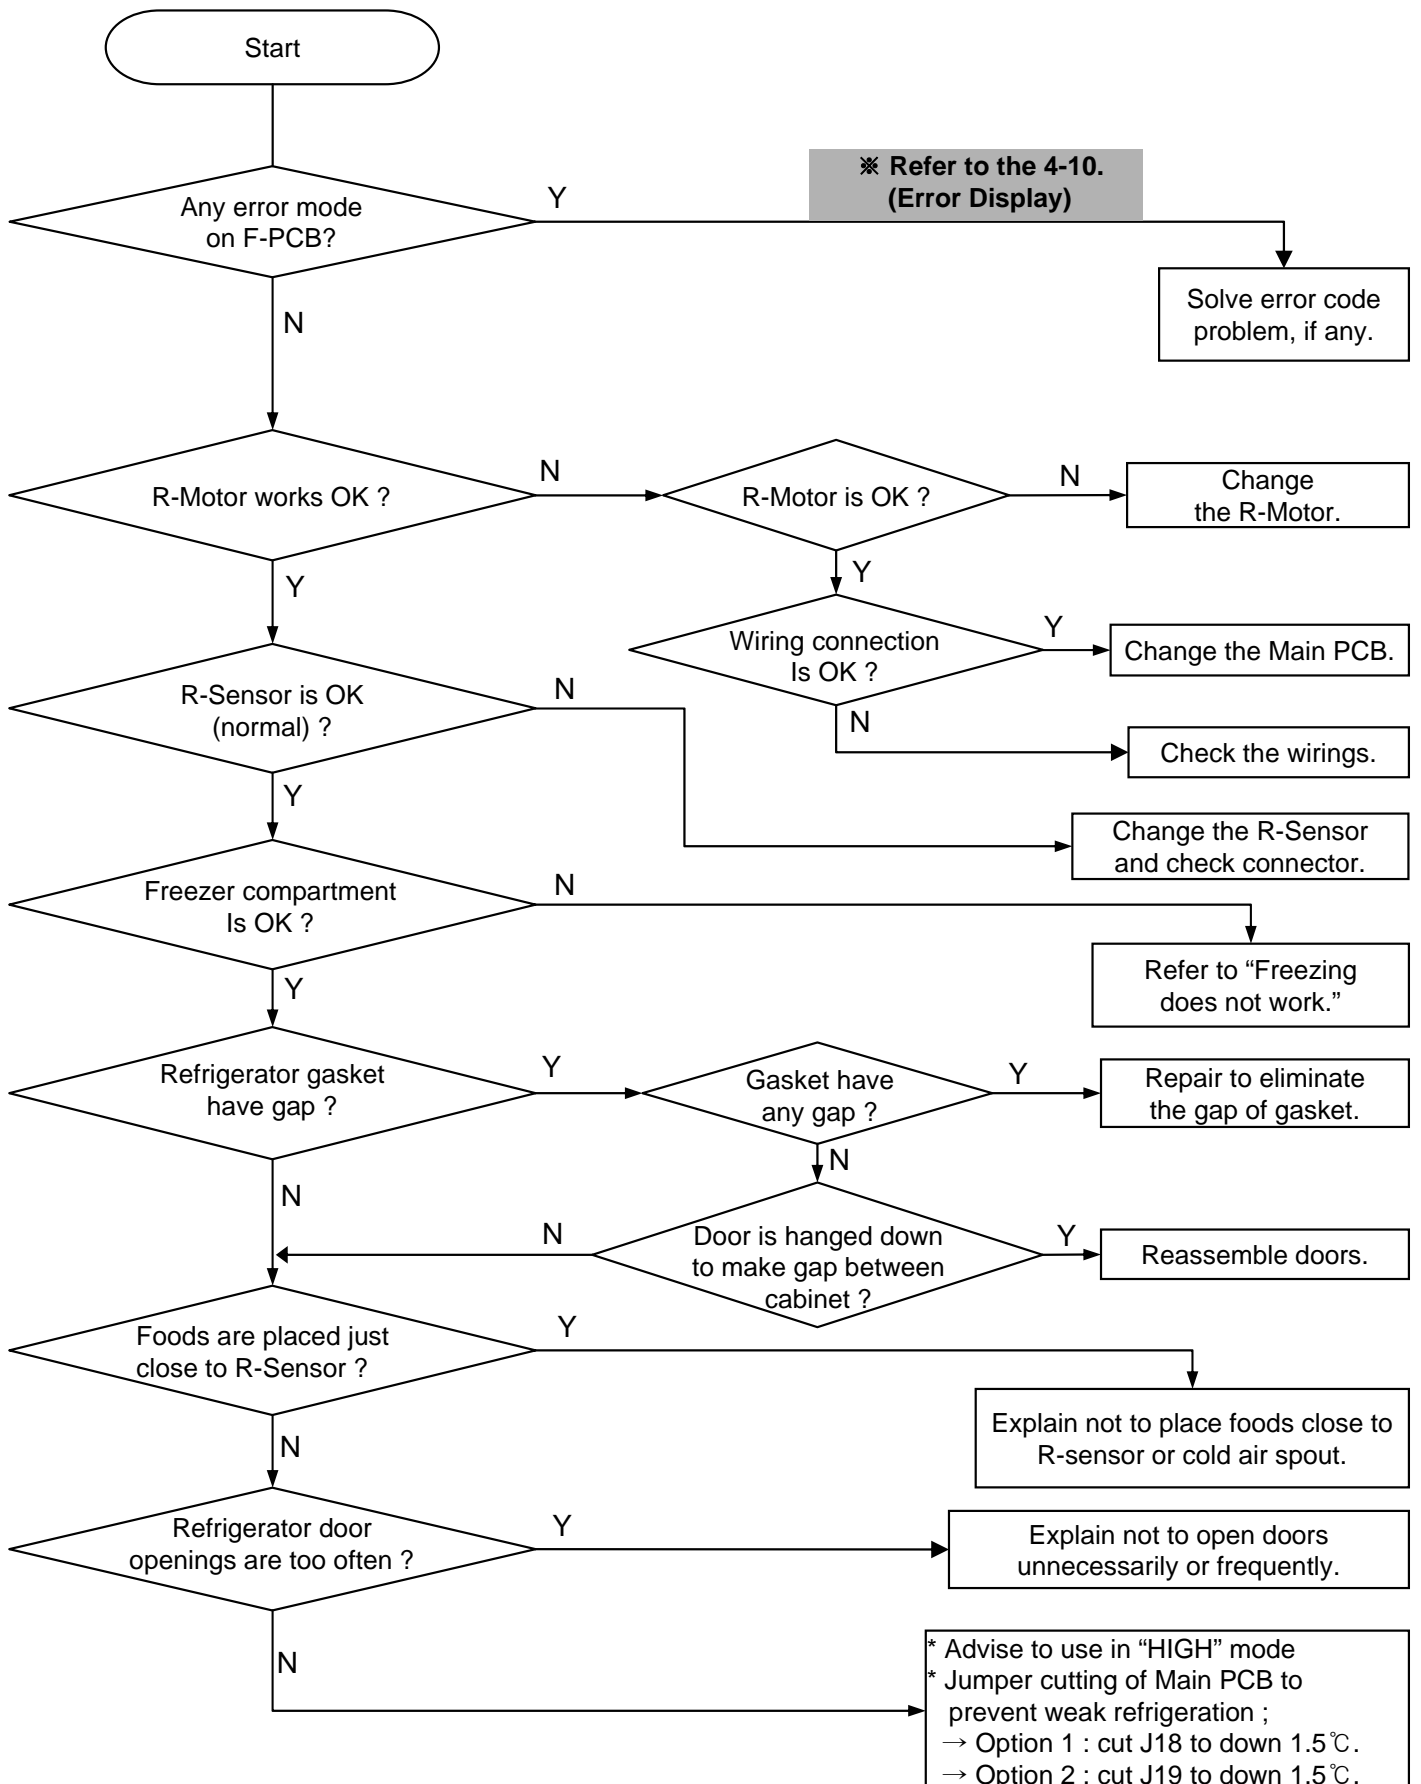 Start
Any error mode
on F-PCB?
Y
※ Refer to the 4-10.
(Error Display)
Solve error code
problem, if any.
N
R-Motor works OK ?
N
R-Motor is OK ?
N
Change
the R-Motor.
Y
Y
Wiring connection
Is OK ?
Y
Change the Main PCB.
N
Check the wirings.
R-Sensor is OK
(normal) ?
N
Change the R-Sensor
and check connector.
Y
Freezer compartment
Is OK ?
N
Refer to “Freezing
does not work.”
Y
Refrigerator gasket
have gap ?
Y
Gasket have
any gap ?
Y
Repair to eliminate
the gap of gasket.
N
N
Door is hanged down
to make gap between
cabinet ?
N
Y
Reassemble doors.
Foods are placed just
close to R-Sensor ?
Y
Explain not to place foods close to
R-sensor or cold air spout.
N
Refrigerator door
openings are too often ?
Y
Explain not to open doors
unnecessarily or frequently.
N
* Advise to use in “HIGH” mode
* Jumper cutting of Main PCB to
prevent weak refrigeration ;
→ Option 1 : cut J18 to down 1.5℃.
→ Option 2 : cut J19 to down 1.5℃.